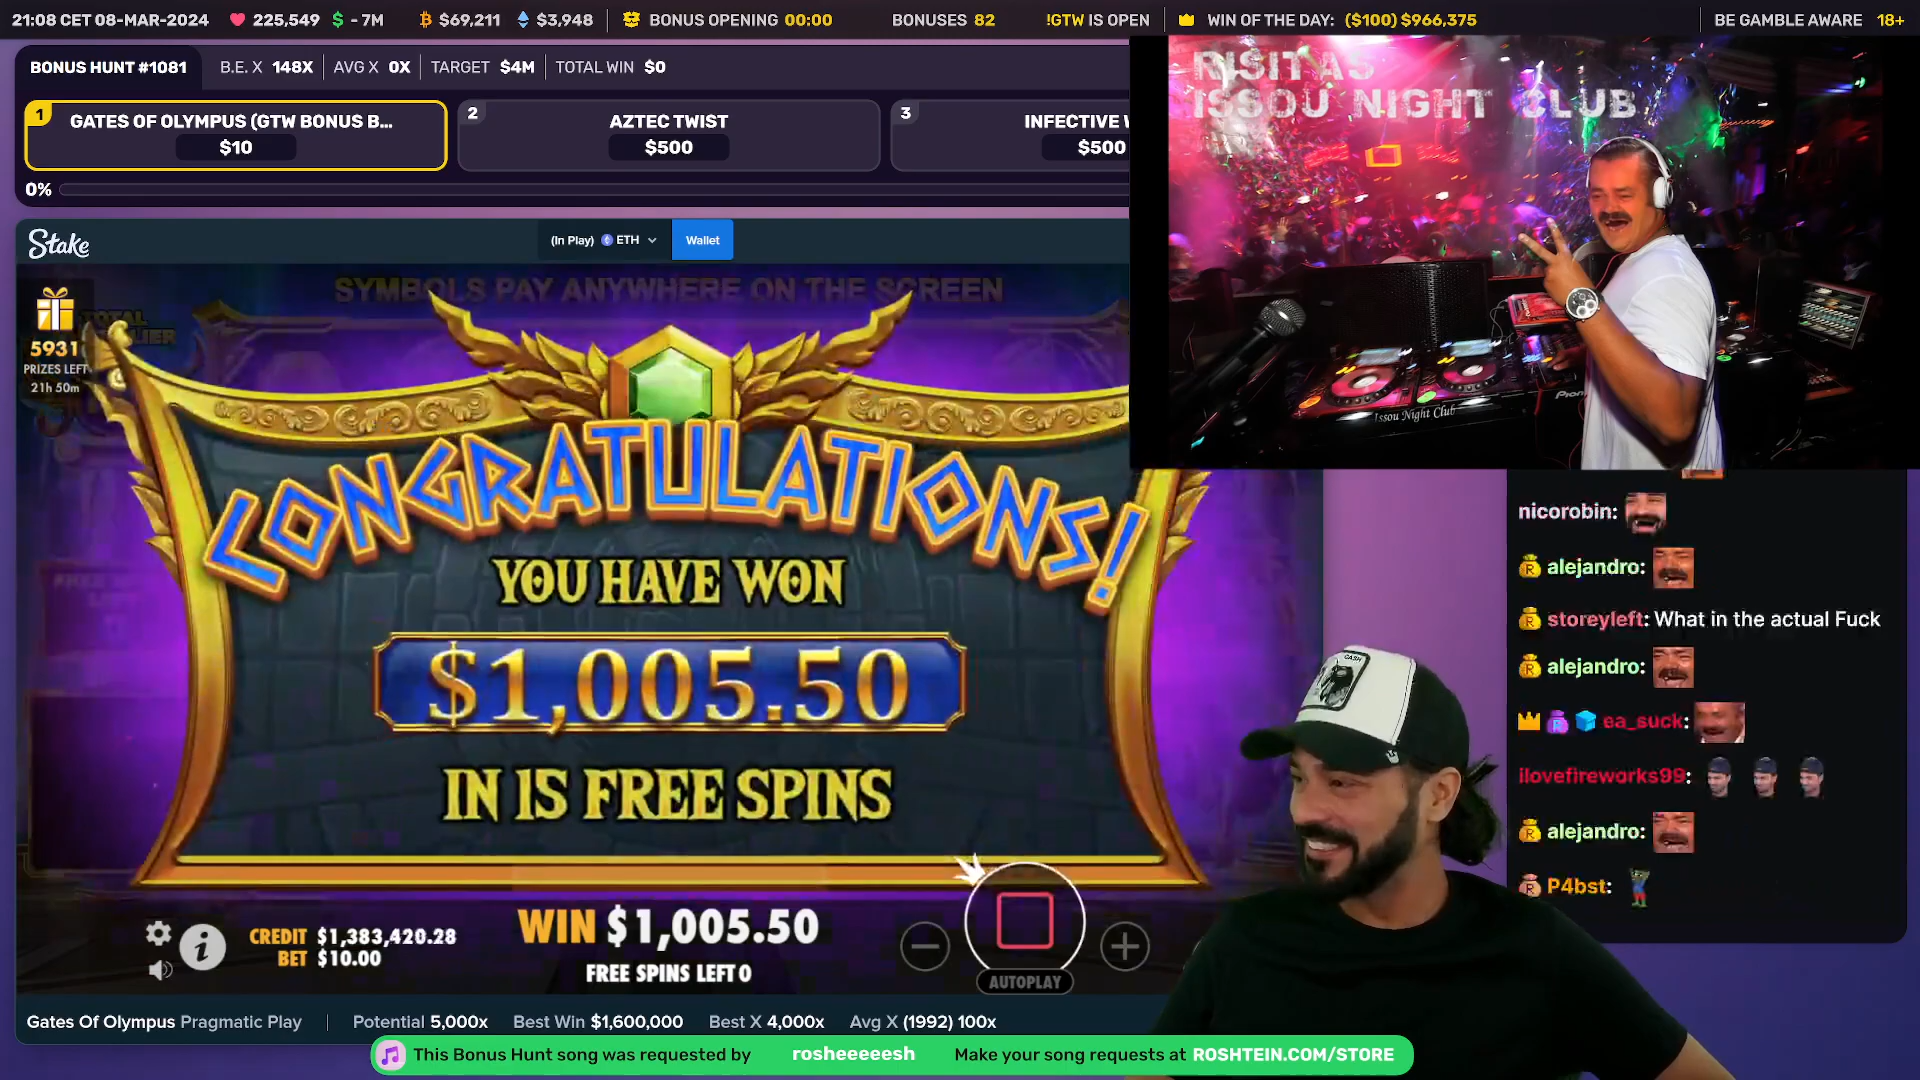 21:08 CET 08-MAR-2024 225,549 $ - 7M $69,211 $3,948 BONUS OPENING 00:00 BONUSES 82 !GTW IS OPEN WIN OF THE DAY: ($100) $966,375 BE GAMBLE AWARE 18+
BONUS HUNT #1081 B.E. X 148X AVG X 0X TARGET $4M TOTAL WIN $0
1 GATES OF OLYMPUS (GTW BONUS B...
$10
2 AZTEC TWIST
$500
3 INFECTIVE
$500
0%
RISITAS
ISSOU NIGHT CLUB
Issou Night Club
Stake
(In Play) ETH
Wallet
SYMBOLS PAY ANYWHERE ON THE SCREEN
5931
PRIZES LEFT
21h 50m
TOTAL
CONGRATULATIONS!
YOU HAVE WON
$1,005.50
IN 15 FREE SPINS
CREDIT $1,383,420.28
BET $10.00
WIN $1,005.50
FREE SPINS LEFT 0
AUTOPLAY
CASH
nicorobin:
alejandro:
storeyleft: What in the actual Fuck
alejandro:
ea_suck:
ilovefireworks99:
alejandro:
P4bst:
Gates Of Olympus Pragmatic Play Potential 5,000x Best Win $1,600,000 Best X 4,000x Avg X (1992) 100x
This Bonus Hunt song was requested by rosheeeeesh Make your song requests at ROSHTEIN.COM/STORE